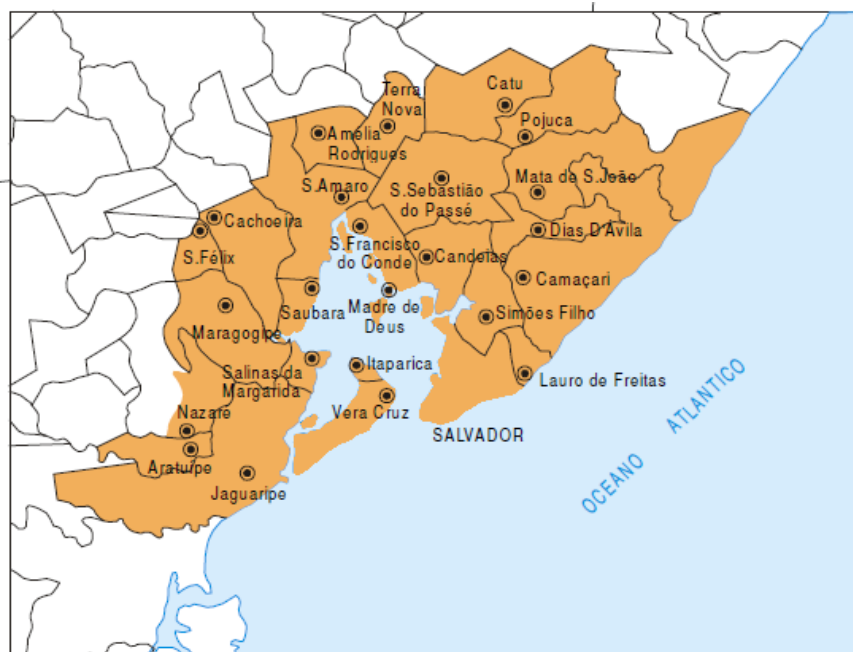 Catu
Terra
Nova
Pojuca
Amélia
Rodrigues
S.Amaro
S.Sebastião
do Passé
Mata de S.João
Cachoeira
S.Félix
S.Francisco
do Conde
Dias D'Ávila
Candeias
Camaçari
Saubara
Madre de
Deus
Simões Filho
Maragogipe
Salinas da
Margarida
Itaparica
Lauro de Freitas
Nazaré
Vera Cruz
SALVADOR
Aratuípe
Jaguaripe
OCEANO ATLANTICO